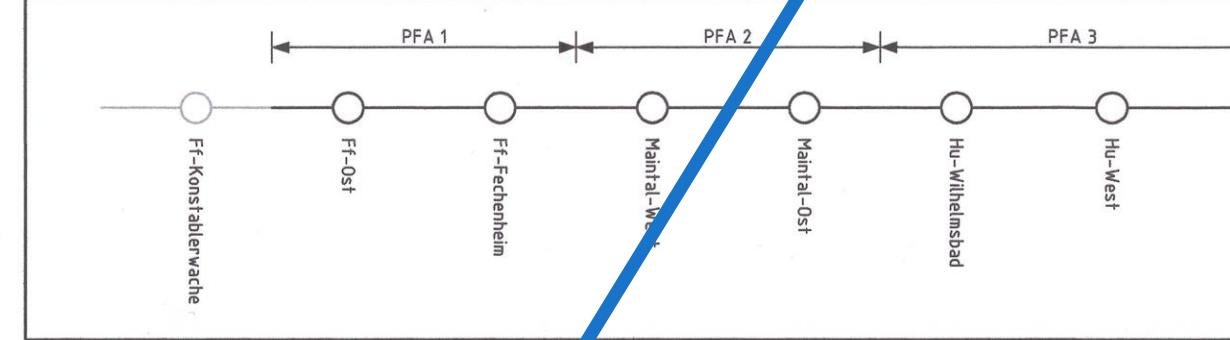 PFA 1
PFA 2
PFA 3
Ff-Konstablerwache
Ff-Ost
Ff-Fechenheim
Maintal-West
Maintal-Ost
Hu-Wilhelmsbad
Hu-West